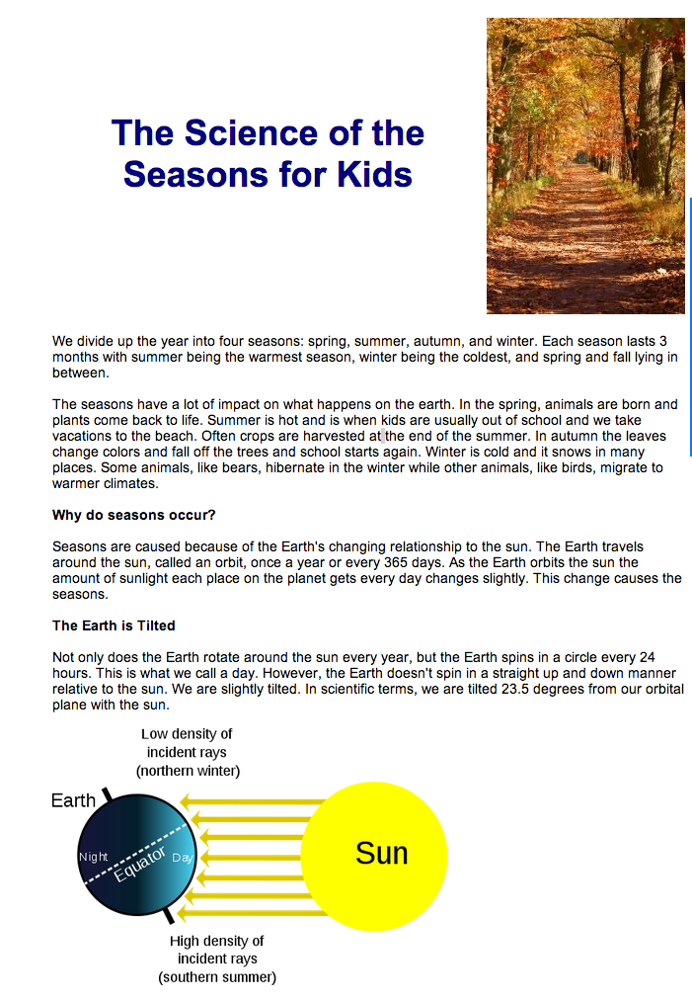 The Science of the
Seasons for Kids
We divide up the year into four seasons: spring, summer, autumn, and winter. Each season lasts 3
months with summer being the warmest season, winter being the coldest, and spring and fall lying in
between.
The seasons have a lot of impact on what happens on the earth. In the spring, animals are born and
plants come back to life. Summer is hot and is when kids are usually out of school and we take
vacations to the beach. Often crops are harvested at the end of the summer. In autumn the leaves
change colors and fall off the trees and school starts again. Winter is cold and it snows in many
places. Some animals, like bears, hibernate in the winter while other animals, like birds, migrate to
warmer climates.
Why do seasons occur?
Seasons are caused because of the Earth's changing relationship to the sun. The Earth travels
around the sun, called an orbit, once a year or every 365 days. As the Earth orbits the sun the
amount of sunlight each place on the planet gets every day changes slightly. This change causes the
seasons.
The Earth is Tilted
Not only does the Earth rotate around the sun every year, but the Earth spins in a circle every 24
hours. This is what we call a day. However, the Earth doesn't spin in a straight up and down manner
relative to the sun. We are slightly tilted. In scientific terms, we are tilted 23.5 degrees from our orbital
plane with the sun.
Low density of
incident rays
(northern winter)
Earth
Night
Equator
Day
Sun
High density of
incident rays
(southern summer)